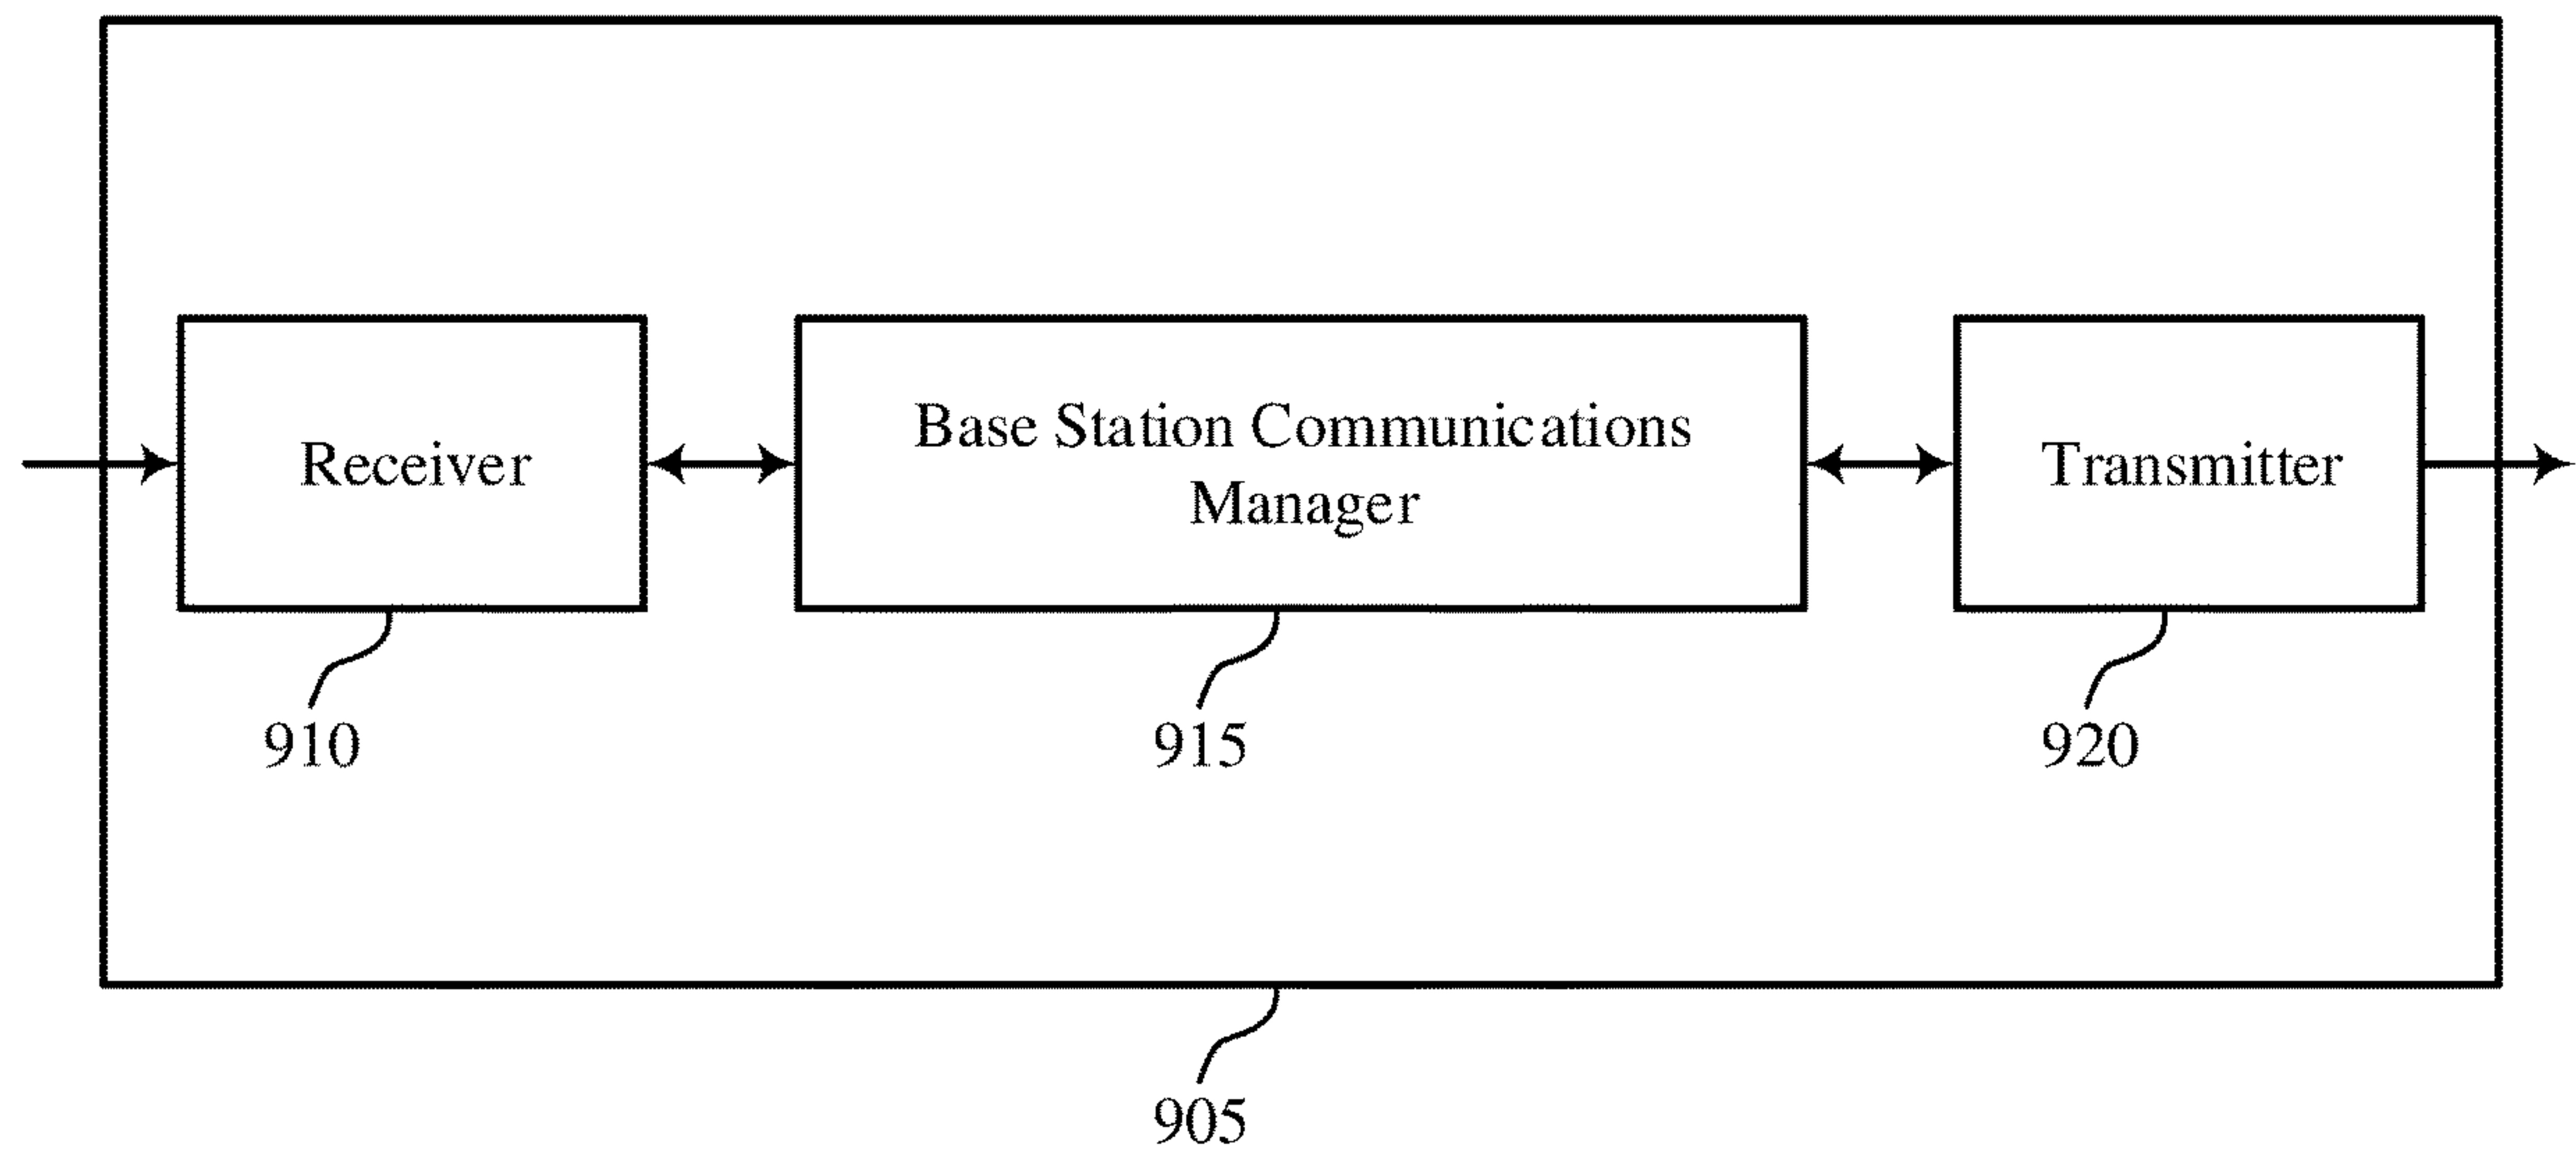 Receiver
Base Station Communications
Manager
Transmitter
910
915
920
905